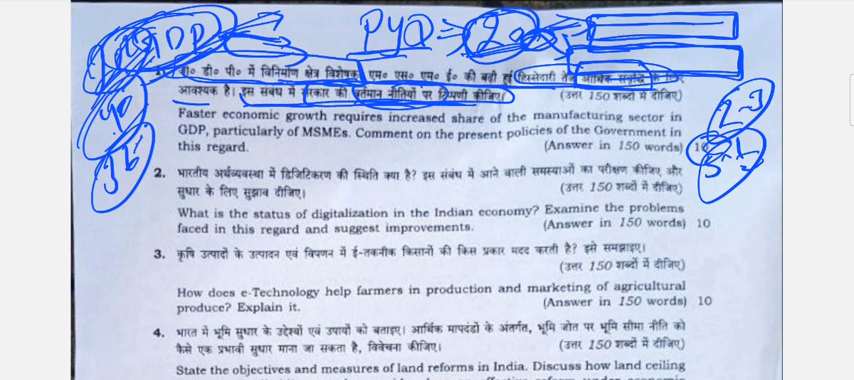 PYQ 20
जी० डी० पी० में विनिर्माण क्षेत्र विशेषकर एम० एस० एम० ई० की बढ़ी हुई हिस्सेदारी तेज आर्थिक संवृद्धि के लिए
आवश्यक है। इस संबंध में सरकार की वर्तमान नीतियों पर टिप्पणी कीजिए। (उत्तर 150 शब्दों में दीजिए)
Faster economic growth requires increased share of the manufacturing sector in
GDP, particularly of MSMEs. Comment on the present policies of the Government in
this regard. (Answer in 150 words) 10
2. भारतीय अर्थव्यवस्था में डिजिटिकरण की स्थिति क्या है? इस संबंध में आने वाली समस्याओं का परीक्षण कीजिए और
सुधार के लिए सुझाव दीजिए। (उत्तर 150 शब्दों में दीजिए)
What is the status of digitalization in the Indian economy? Examine the problems
faced in this regard and suggest improvements. (Answer in 150 words) 10
3. कृषि उत्पादों के उत्पादन एवं विपणन में ई-तकनीक किसानों की किस प्रकार मदद करती है? इसे समझाइए।
(उत्तर 150 शब्दों में दीजिए)
How does e-Technology help farmers in production and marketing of agricultural
produce? Explain it. (Answer in 150 words) 10
4. भारत में भूमि सुधार के उद्देश्यों एवं उपायों को बताइए। आर्थिक मापदंडों के अंतर्गत, भूमि जोत पर भूमि सीमा नीति को
कैसे एक प्रभावी सुधार माना जा सकता है, विवेचना कीजिए। (उत्तर 150 शब्दों में दीजिए)
State the objectives and measures of land reforms in India. Discuss how land ceiling